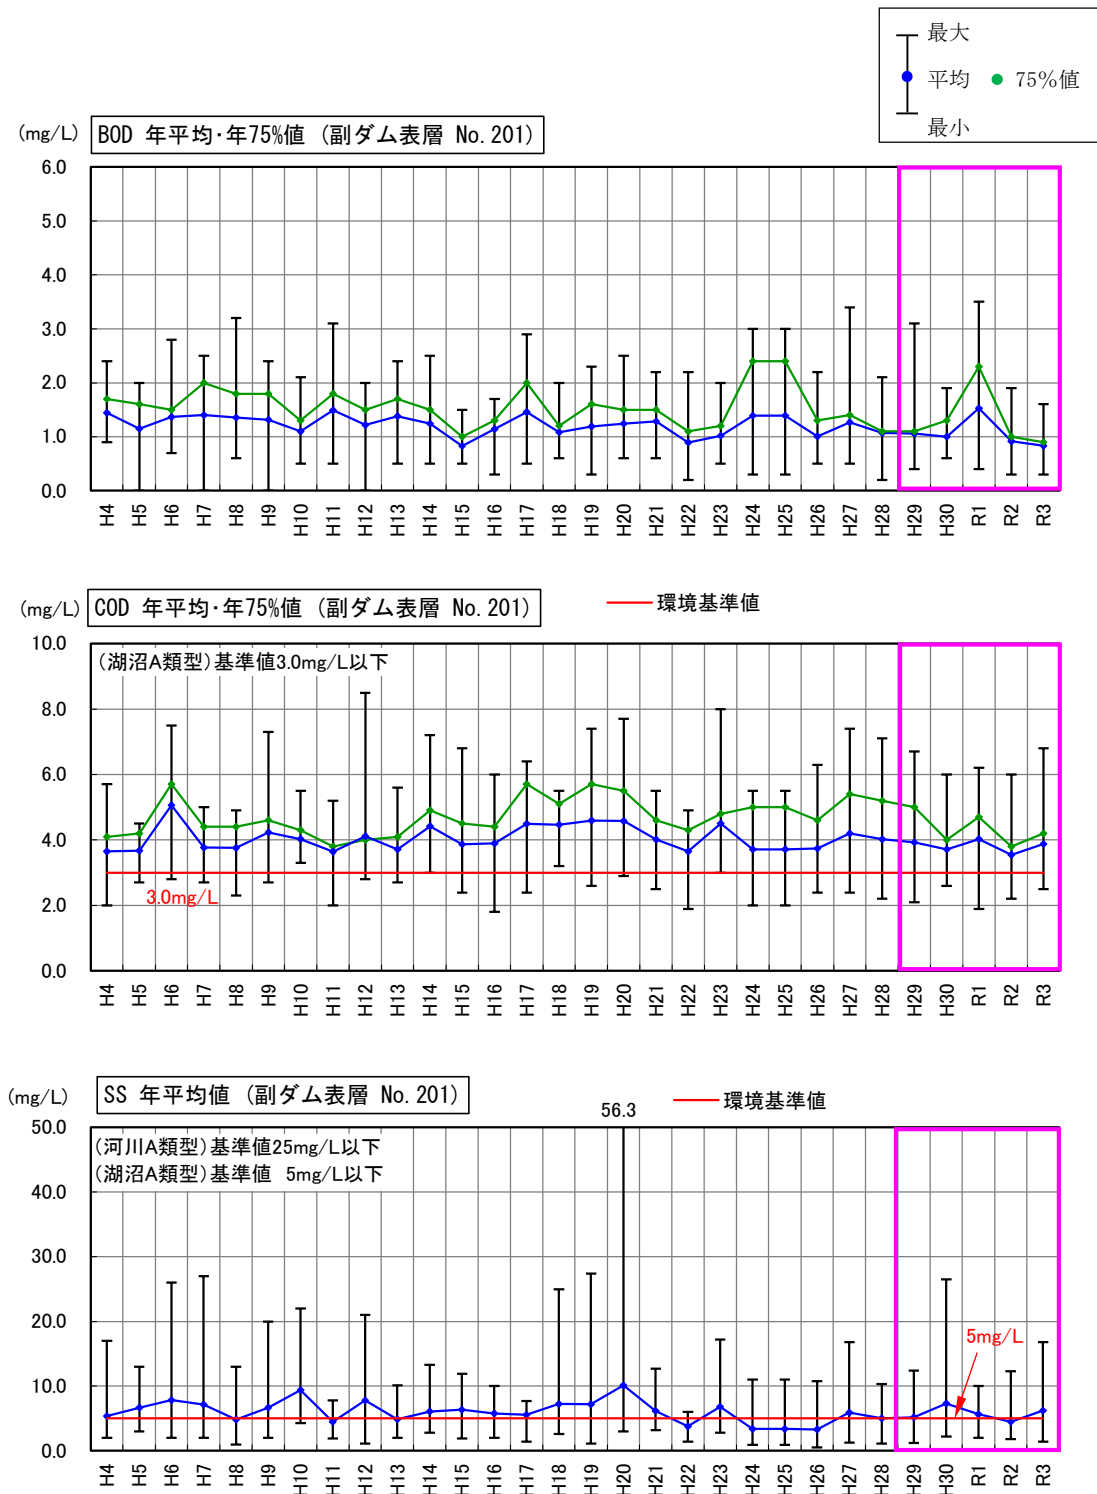 最大
平均 75%値
最小
(mg/L) BOD 年平均・年75%値 (副ダム表層 No.201)
6.0
5.0
4.0
3.0
2.0
1.0
0.0
H4 H5 H6 H7 H8 H9 H10 H11 H12 H13 H14 H15 H16 H17 H18 H19 H20 H21 H22 H23 H24 H25 H26 H27 H28 H29 H30 R1 R2 R3
(mg/L) COD 年平均・年75%値 (副ダム表層 No.201) 環境基準値
10.0
(湖沼A類型)基準値3.0mg/L以下
8.0
6.0
4.0
3.0mg/L
2.0
0.0
H4 H5 H6 H7 H8 H9 H10 H11 H12 H13 H14 H15 H16 H17 H18 H19 H20 H21 H22 H23 H24 H25 H26 H27 H28 H29 H30 R1 R2 R3
(mg/L) SS 年平均値 (副ダム表層 No.201) 環境基準値
56.3
50.0
(河川A類型)基準値25mg/L以下
(湖沼A類型)基準値 5mg/L以下
40.0
30.0
20.0
5mg/L
10.0
0.0
H4 H5 H6 H7 H8 H9 H10 H11 H12 H13 H14 H15 H16 H17 H18 H19 H20 H21 H22 H23 H24 H25 H26 H27 H28 H29 H30 R1 R2 R3